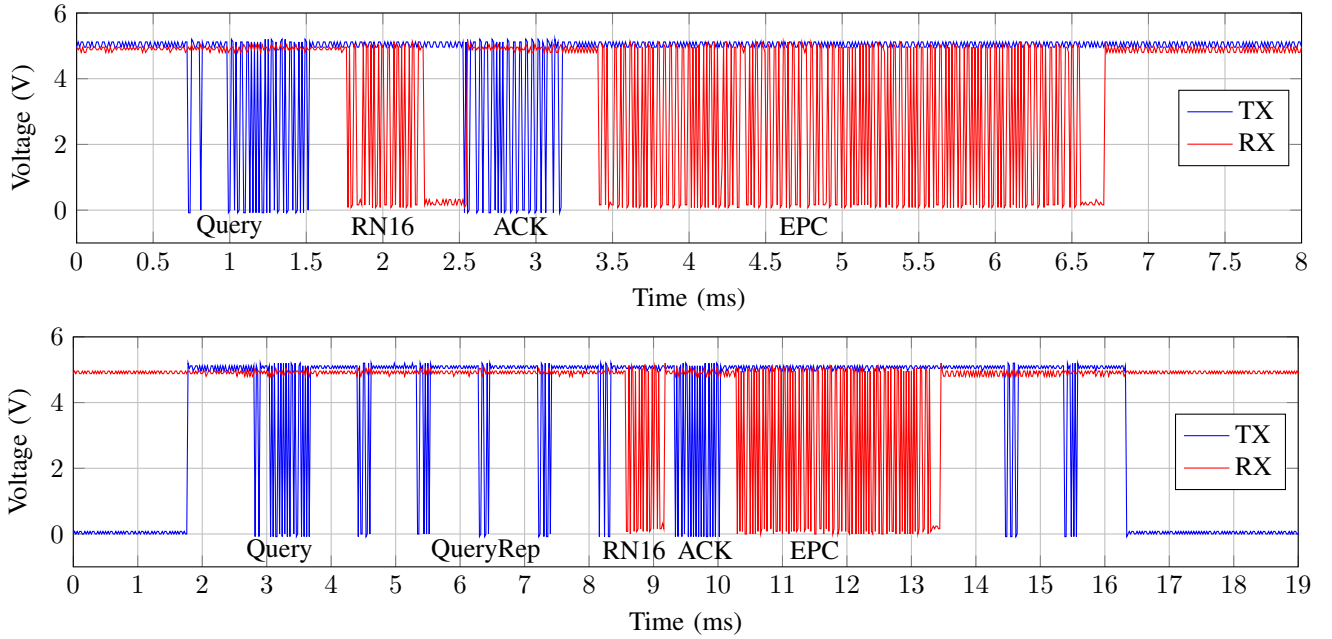 6
4
2
0
Voltage (V)
TX
RX
Query RN16 ACK EPC
0 0.5 1 1.5 2 2.5 3 3.5 4 4.5 5 5.5 6 6.5 7 7.5 8
Time (ms)
6
4
2
0
Voltage (V)
TX
RX
Query QueryRep RN16 ACK EPC
0 1 2 3 4 5 6 7 8 9 10 11 12 13 14 15 16 17 18 19
Time (ms)